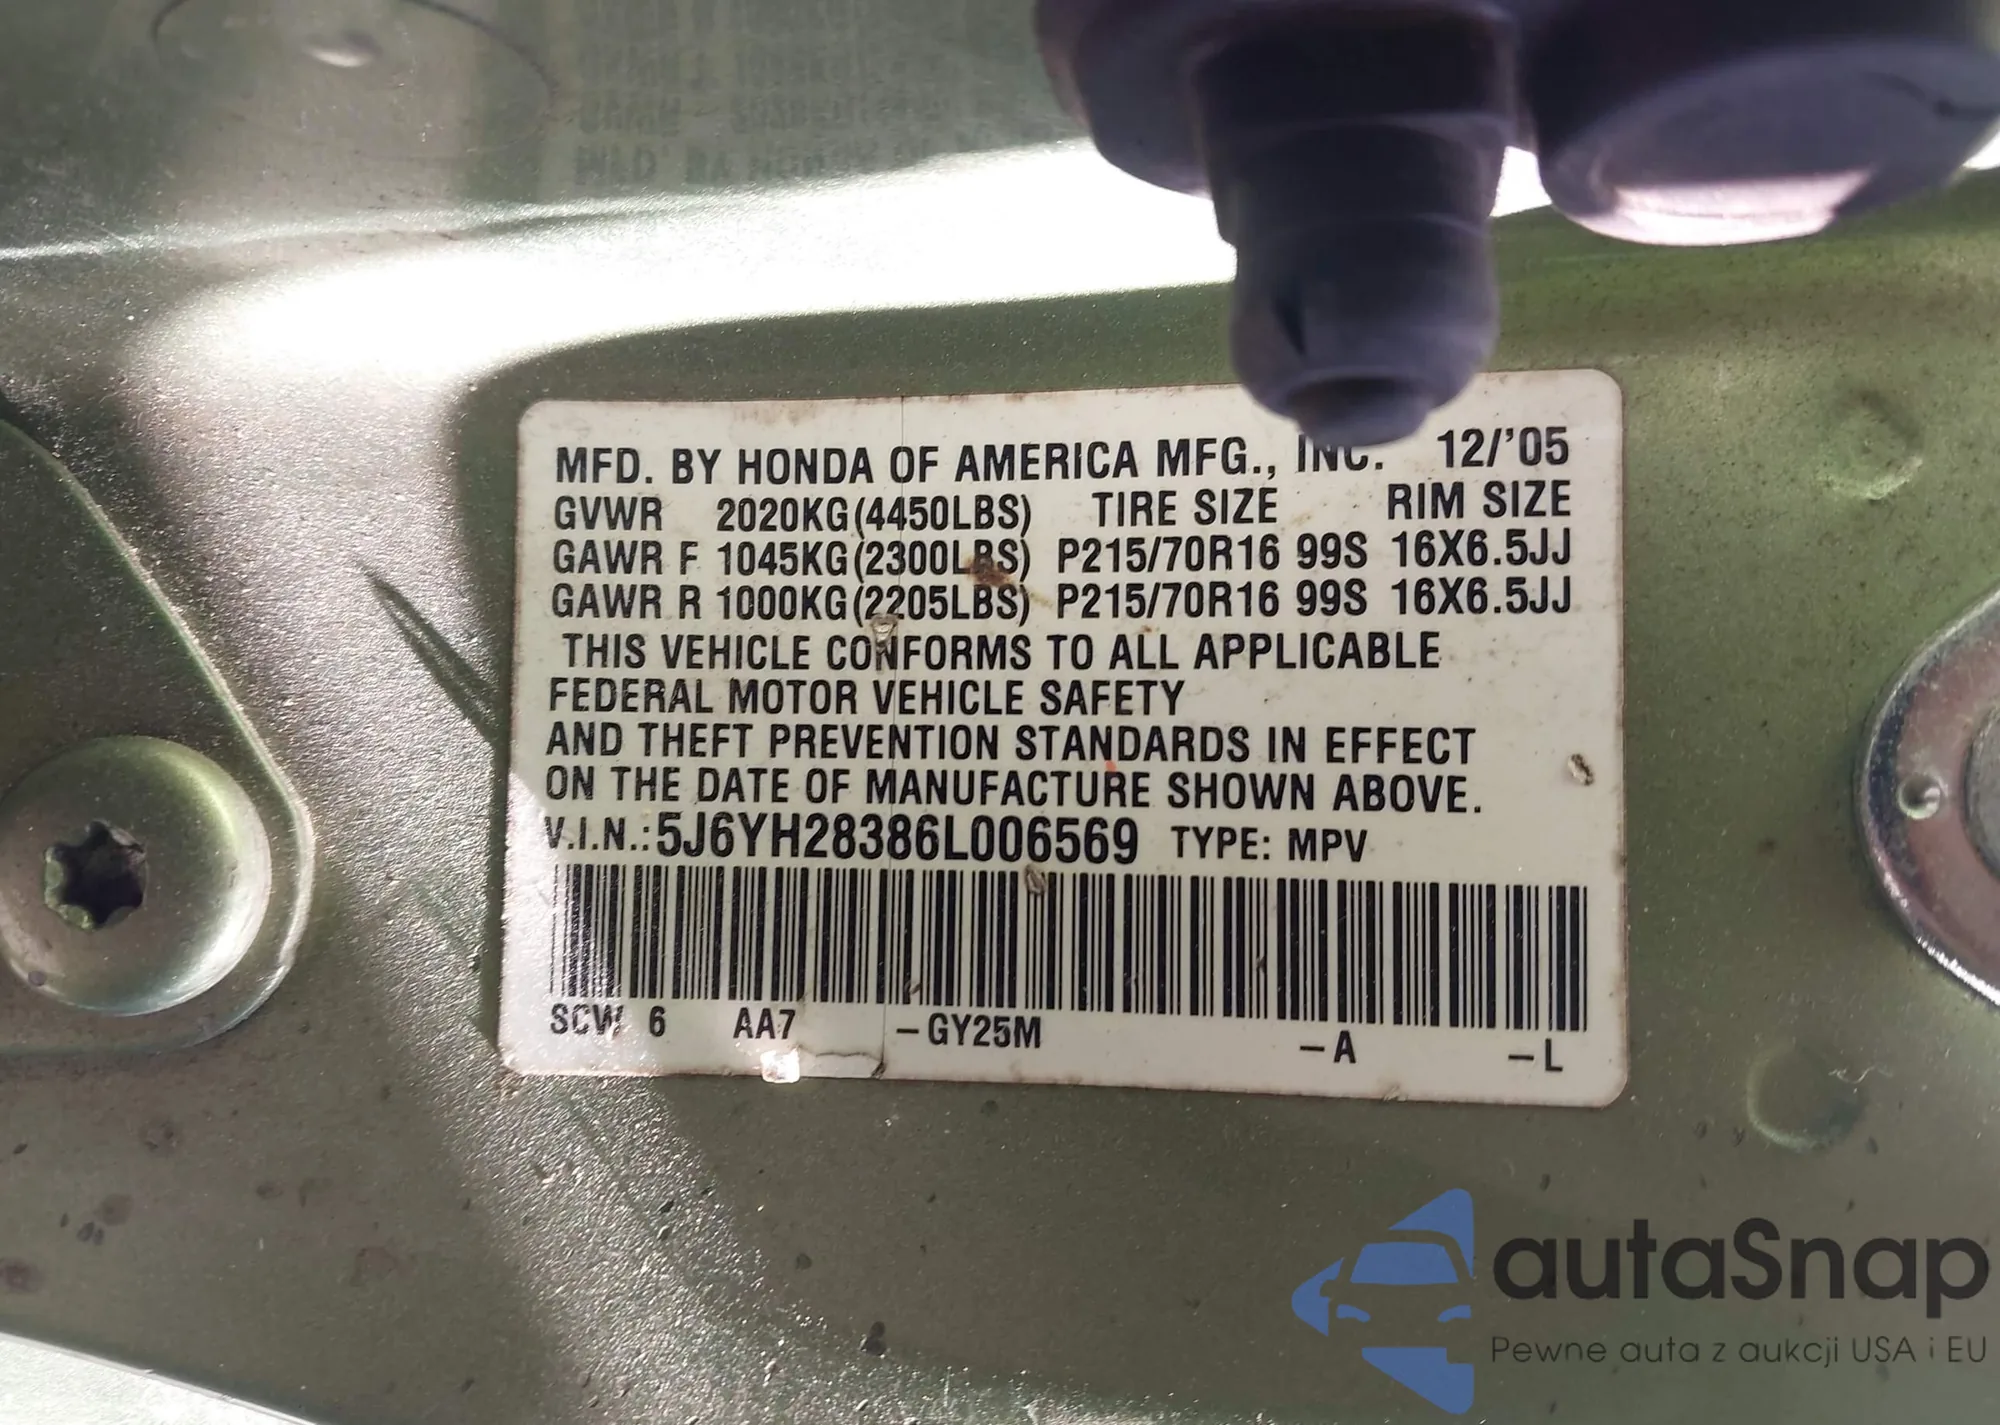 MFD. BY HONDA OF AMERICA MFG., INC. 12/'05
GVWR 2020KG(4450LBS) TIRE SIZE RIM SIZE
GAWR F 1045KG(2300LBS) P215/70R16 99S 16X6.5JJ
GAWR R 1000KG(2205LBS) P215/70R16 99S 16X6.5JJ
THIS VEHICLE CONFORMS TO ALL APPLICABLE
FEDERAL MOTOR VEHICLE SAFETY
AND THEFT PREVENTION STANDARDS IN EFFECT
ON THE DATE OF MANUFACTURE SHOWN ABOVE.
V.I.N.: 5J6YH28386L006569 TYPE: MPV
SCW 6 AA7 -GY25M -A -L
autaSnap
Pewne auta z aukcji USA i EU